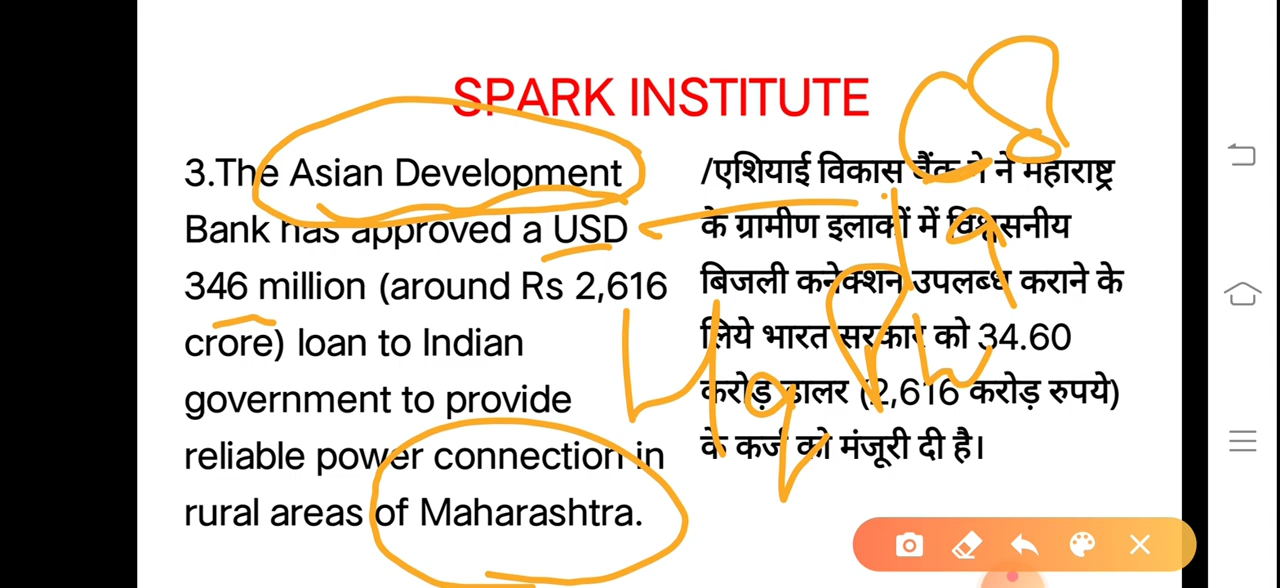 SPARK INSTITUTE
3.The Asian Development
Bank has approved a USD
346 million (around Rs 2,616
crore) loan to Indian
government to provide
reliable power connection in
rural areas of Maharashtra.
/एशियाई विकास बैंक ने ने महाराष्ट्र
के ग्रामीण इलाकों में विश्वसनीय
बिजली कनेक्शन उपलब्ध कराने के
लिये भारत सरकार को 34.60
करोड़ डालर (2,616 करोड़ रुपये)
के कर्ज को मंजूरी दी है।